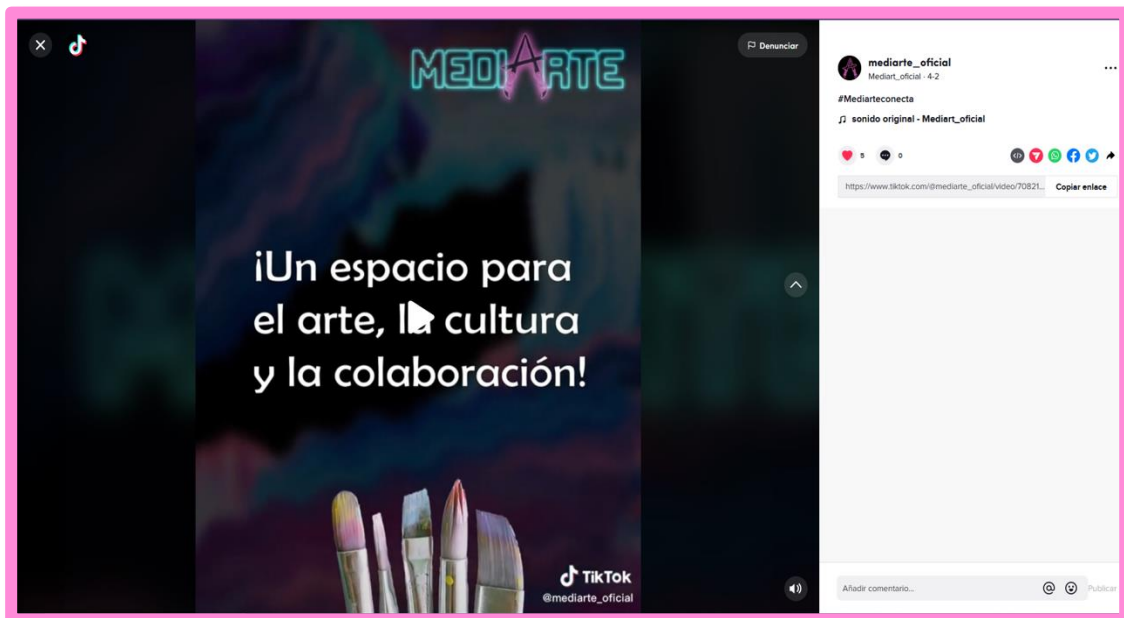 MEDIARTE
¡Un espacio para
el arte, la cultura
y la colaboración!
TikTok
@mediarte_oficial
Denunciar
mediarte_oficial
Mediart_oficial · 4-2
#Mediarteconecta
sonido original - Mediart_oficial
5
0
https://www.tiktok.com/@mediarte_oficial/video/70821...
Copiar enlace
Añadir comentario...
Publicar